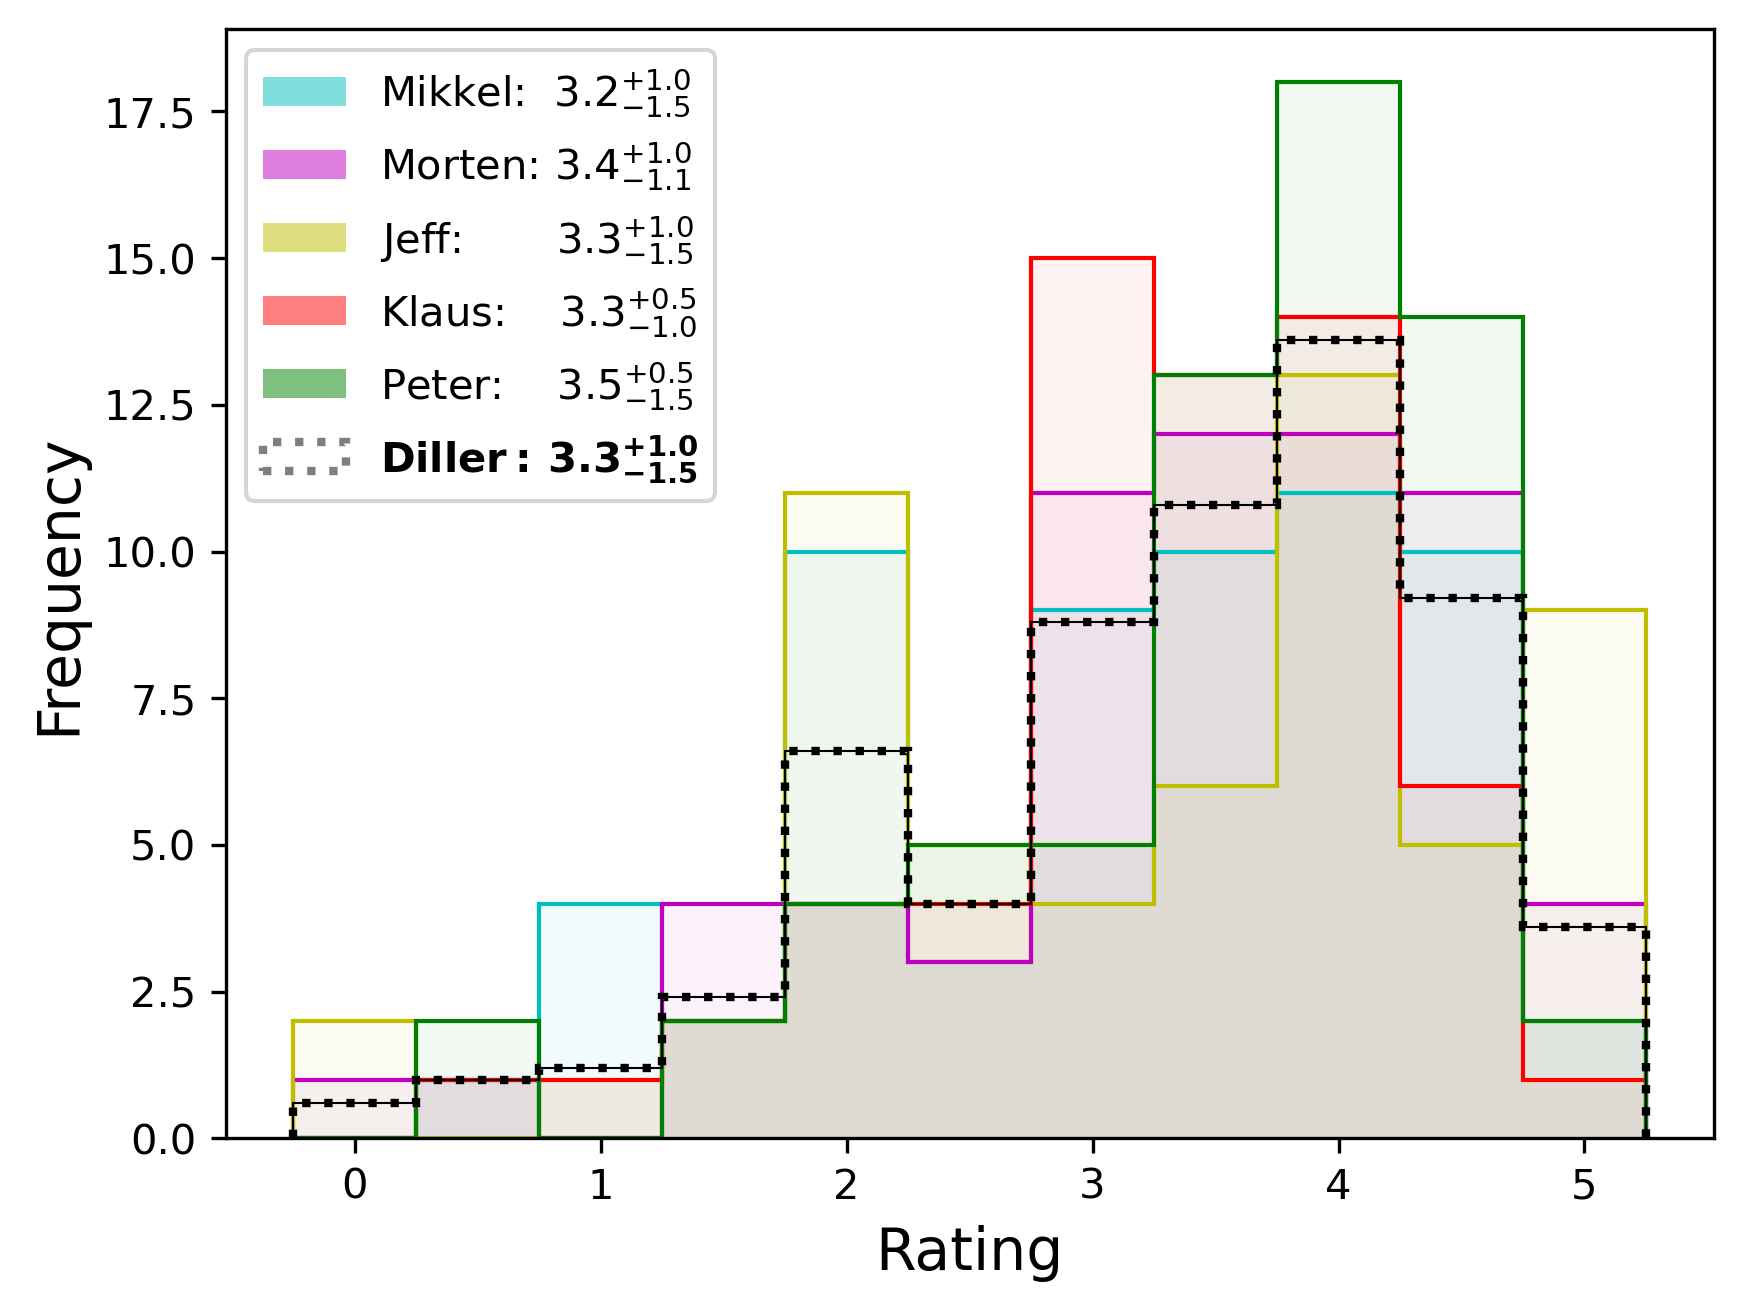 Mikkel: 3.2 +1.0 −1.5
Morten: 3.4 +1.0 −1.1
Jeff: 3.3 +1.0 −1.5
Klaus: 3.3 +0.5 −1.0
Peter: 3.5 +0.5 −1.5
Diller: 3.3 +1.0 −1.5
17.5
15.0
12.5
10.0
7.5
5.0
2.5
0.0
Frequency
0 1 2 3 4 5
Rating